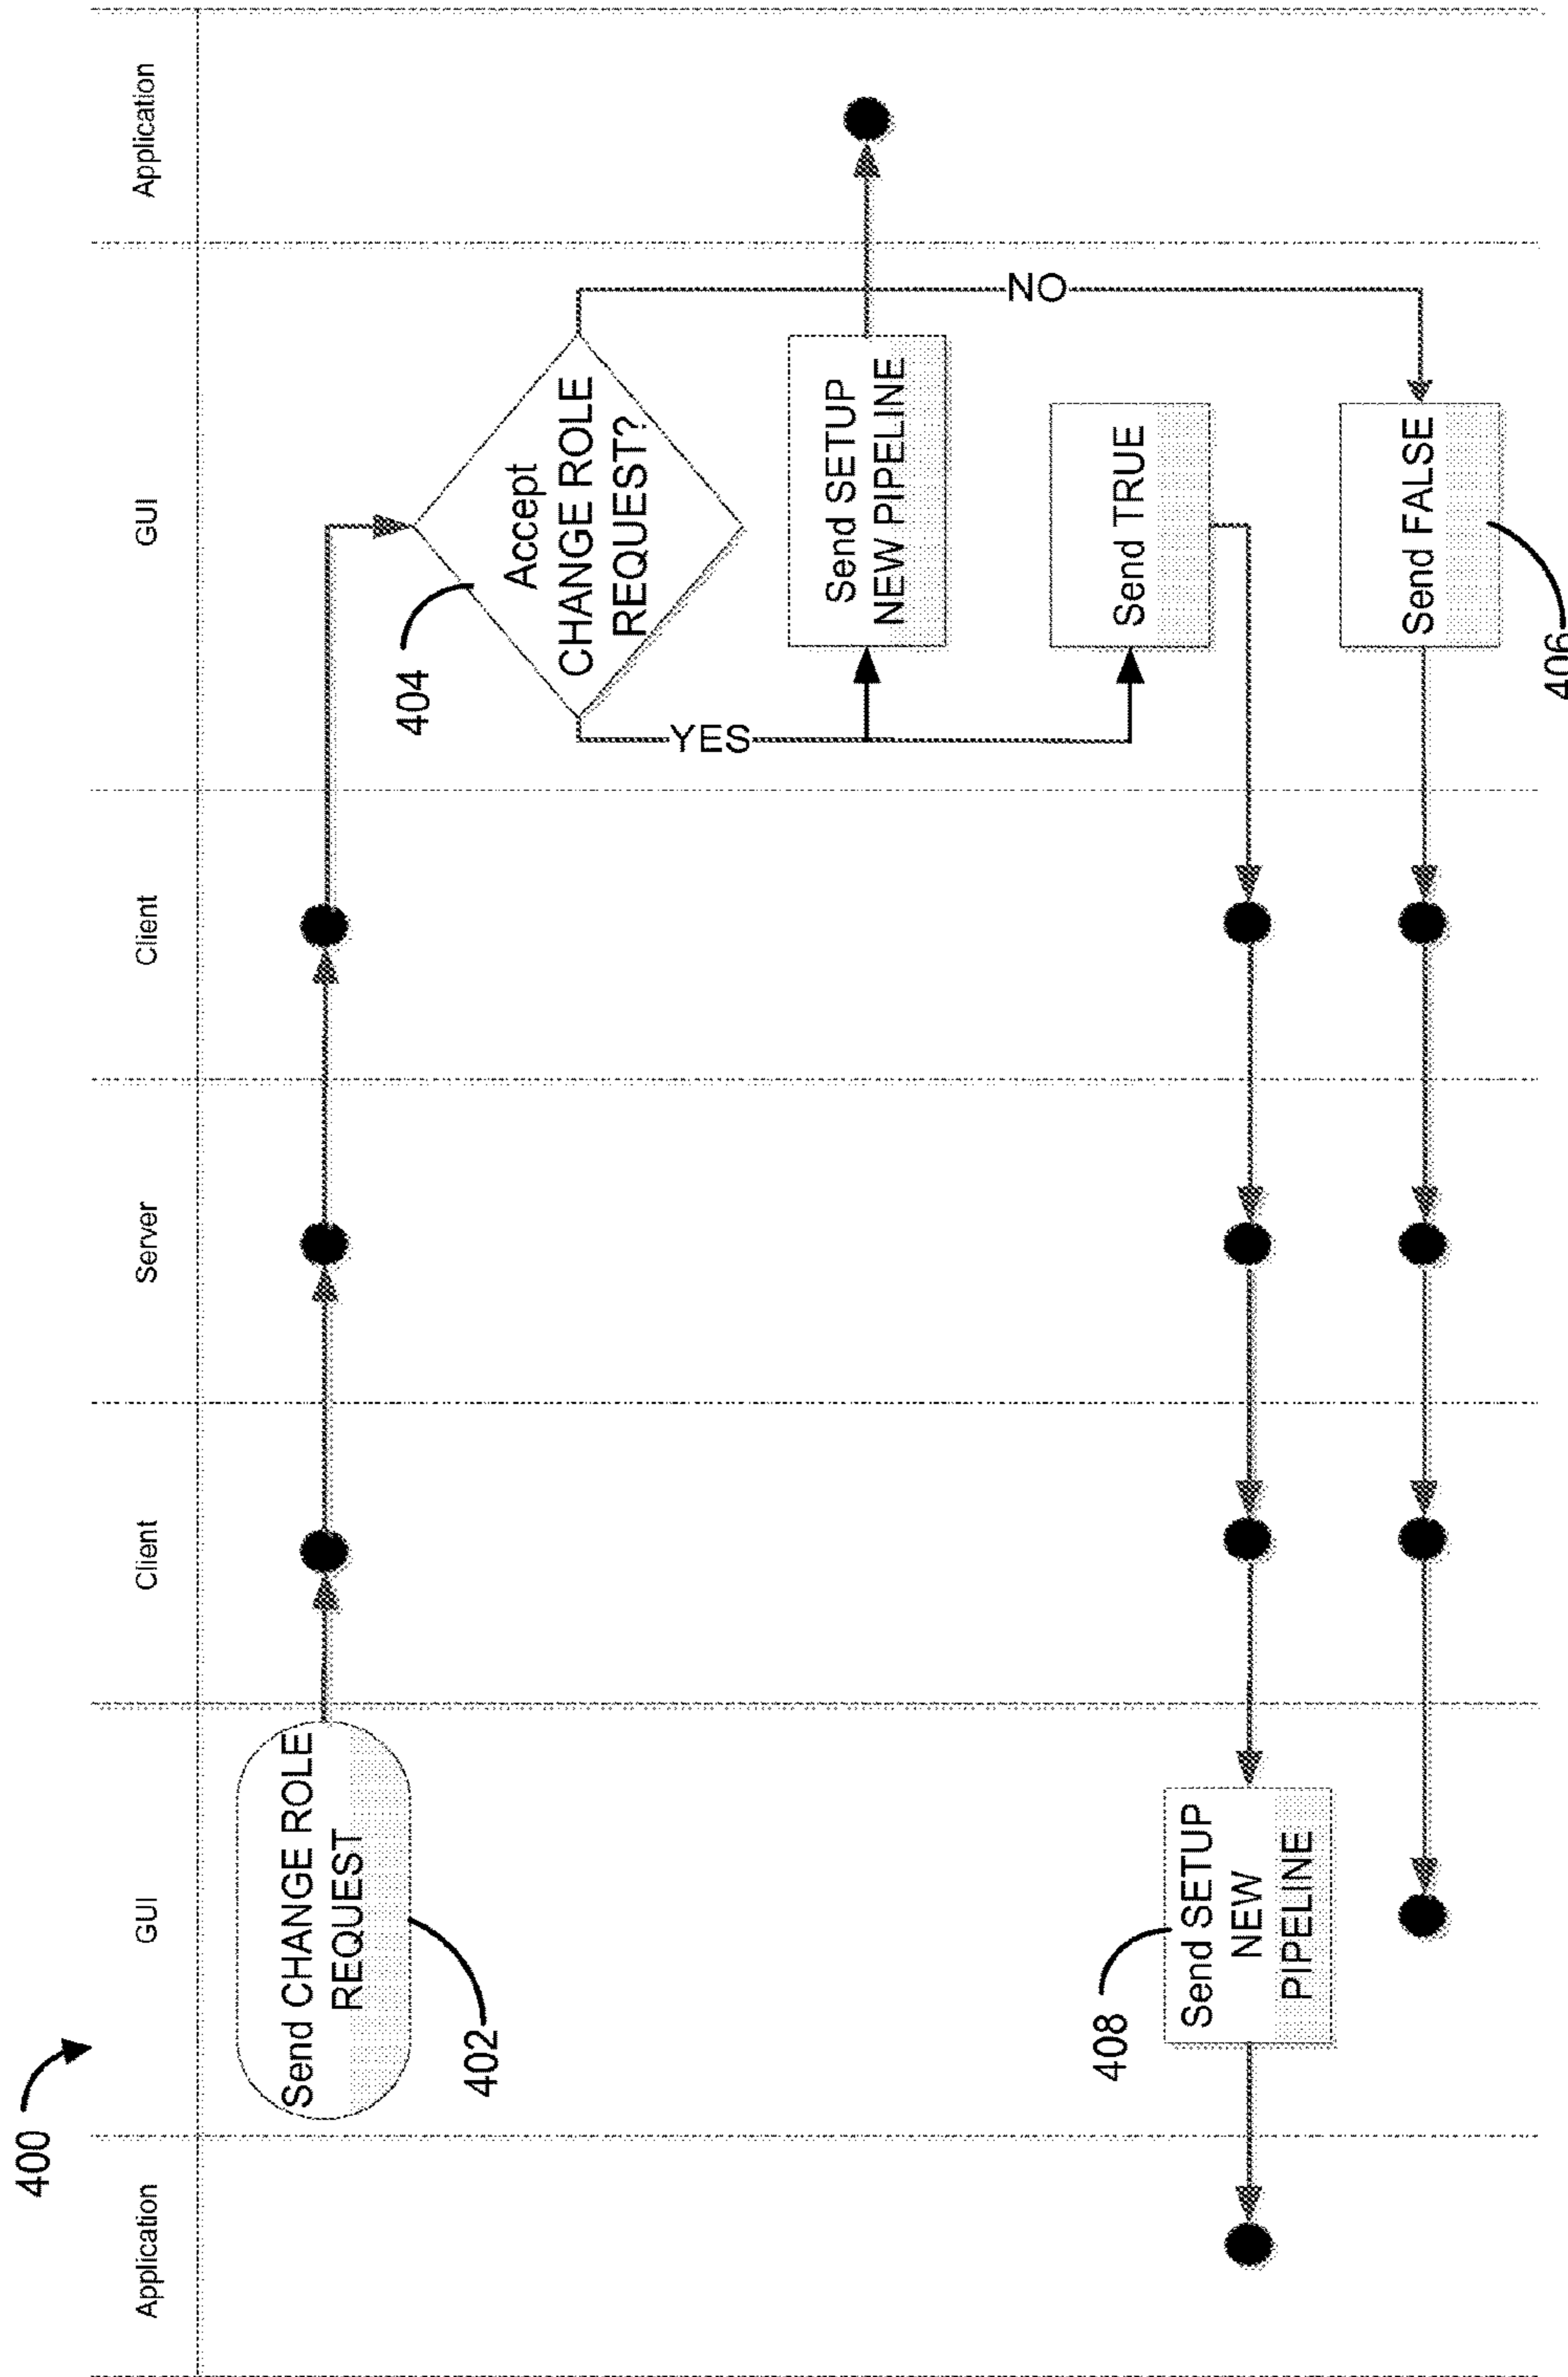 400
Application
GUI
Client
Server
Client
GUI
Application
Send CHANGE ROLE
REQUEST
402
404
Accept
CHANGE ROLE
REQUEST?
YES
NO
Send SETUP
NEW PIPELINE
Send TRUE
408
Send SETUP
NEW
PIPELINE
Send FALSE
406